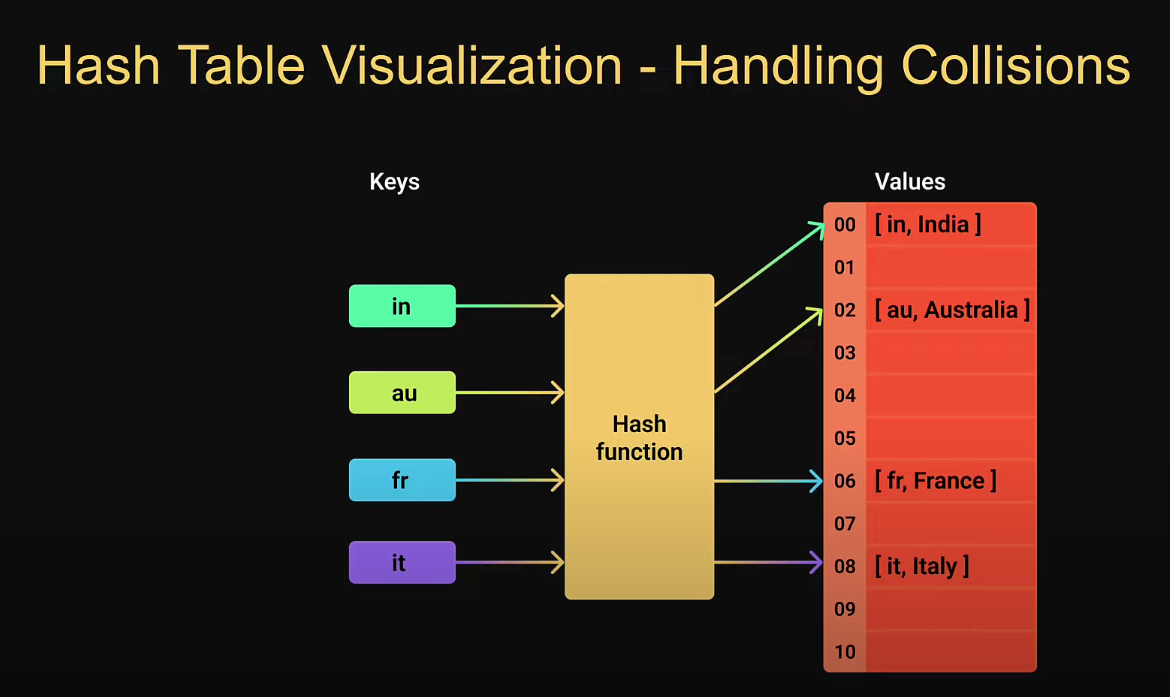 Hash Table Visualization - Handling Collisions
Keys
Values
in
au
fr
it
Hash
function
00 [ in, India ]
01
02 [ au, Australia ]
03
04
05
06 [ fr, France ]
07
08 [ it, Italy ]
09
10